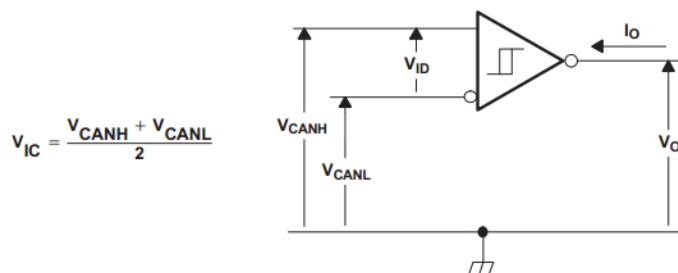 V_IC = (V_CANH + V_CANL) / 2
I_O
V_ID
V_CANH
V_CANL
V_O